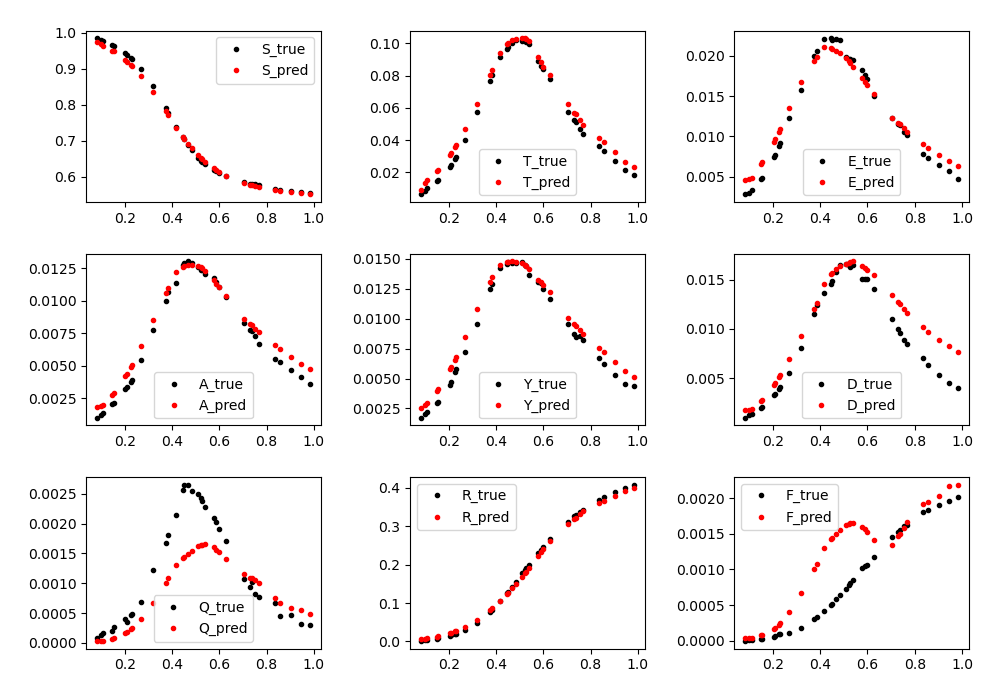 1.0
0.9
0.8
0.7
0.6
S_true
S_pred
0.2 0.4 0.6 0.8 1.0
0.10
0.08
0.06
0.04
0.02
T_true
T_pred
0.2 0.4 0.6 0.8 1.0
0.020
0.015
0.010
0.005
E_true
E_pred
0.2 0.4 0.6 0.8 1.0
0.0125
0.0100
0.0075
0.0050
0.0025
A_true
A_pred
0.2 0.4 0.6 0.8 1.0
0.0150
0.0125
0.0100
0.0075
0.0050
0.0025
Y_true
Y_pred
0.2 0.4 0.6 0.8 1.0
0.015
0.010
0.005
D_true
D_pred
0.2 0.4 0.6 0.8 1.0
0.0025
0.0020
0.0015
0.0010
0.0005
0.0000
Q_true
Q_pred
0.2 0.4 0.6 0.8 1.0
0.4
0.3
0.2
0.1
0.0
R_true
R_pred
0.2 0.4 0.6 0.8 1.0
0.0020
0.0015
0.0010
0.0005
0.0000
F_true
F_pred
0.2 0.4 0.6 0.8 1.0